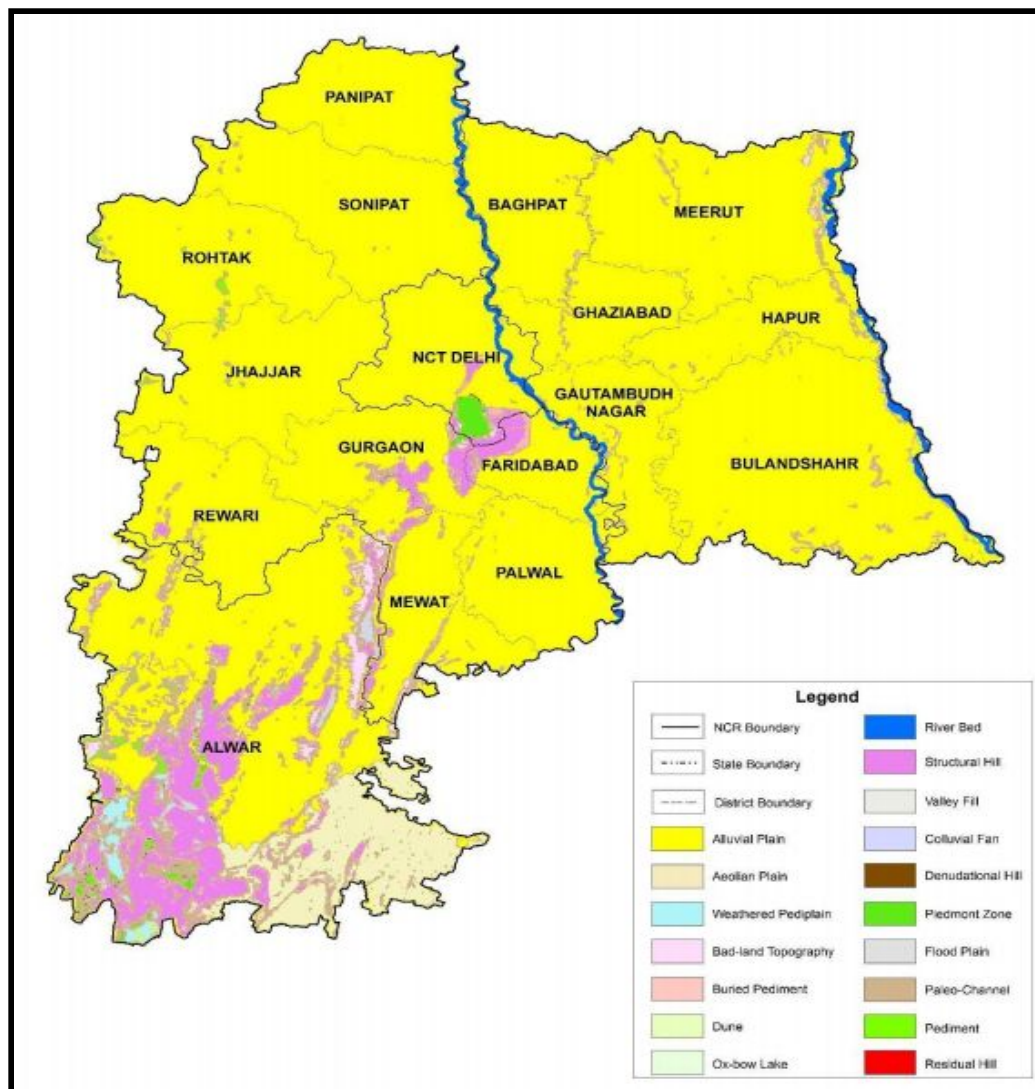 PANIPAT
SONIPAT
BAGHPAT
MEERUT
ROHTAK
GHAZIABAD
HAPUR
NCT DELHI
JHAJJAR
GAUTAMBUDH
NAGAR
GURGAON
FARIDABAD
BULANDSHAHR
REWARI
PALWAL
MEWAT
ALWAR
Legend
NCR Boundary
State Boundary
District Boundary
Alluvial Plain
Aeolian Plain
Weathered Pediplain
Bad-land Topography
Buried Pediment
Dune
Ox-bow Lake
River Bed
Structural Hill
Valley Fill
Colluvial Fan
Denudational Hill
Piedmont Zone
Flood Plain
Paleo-Channel
Pediment
Residual Hill